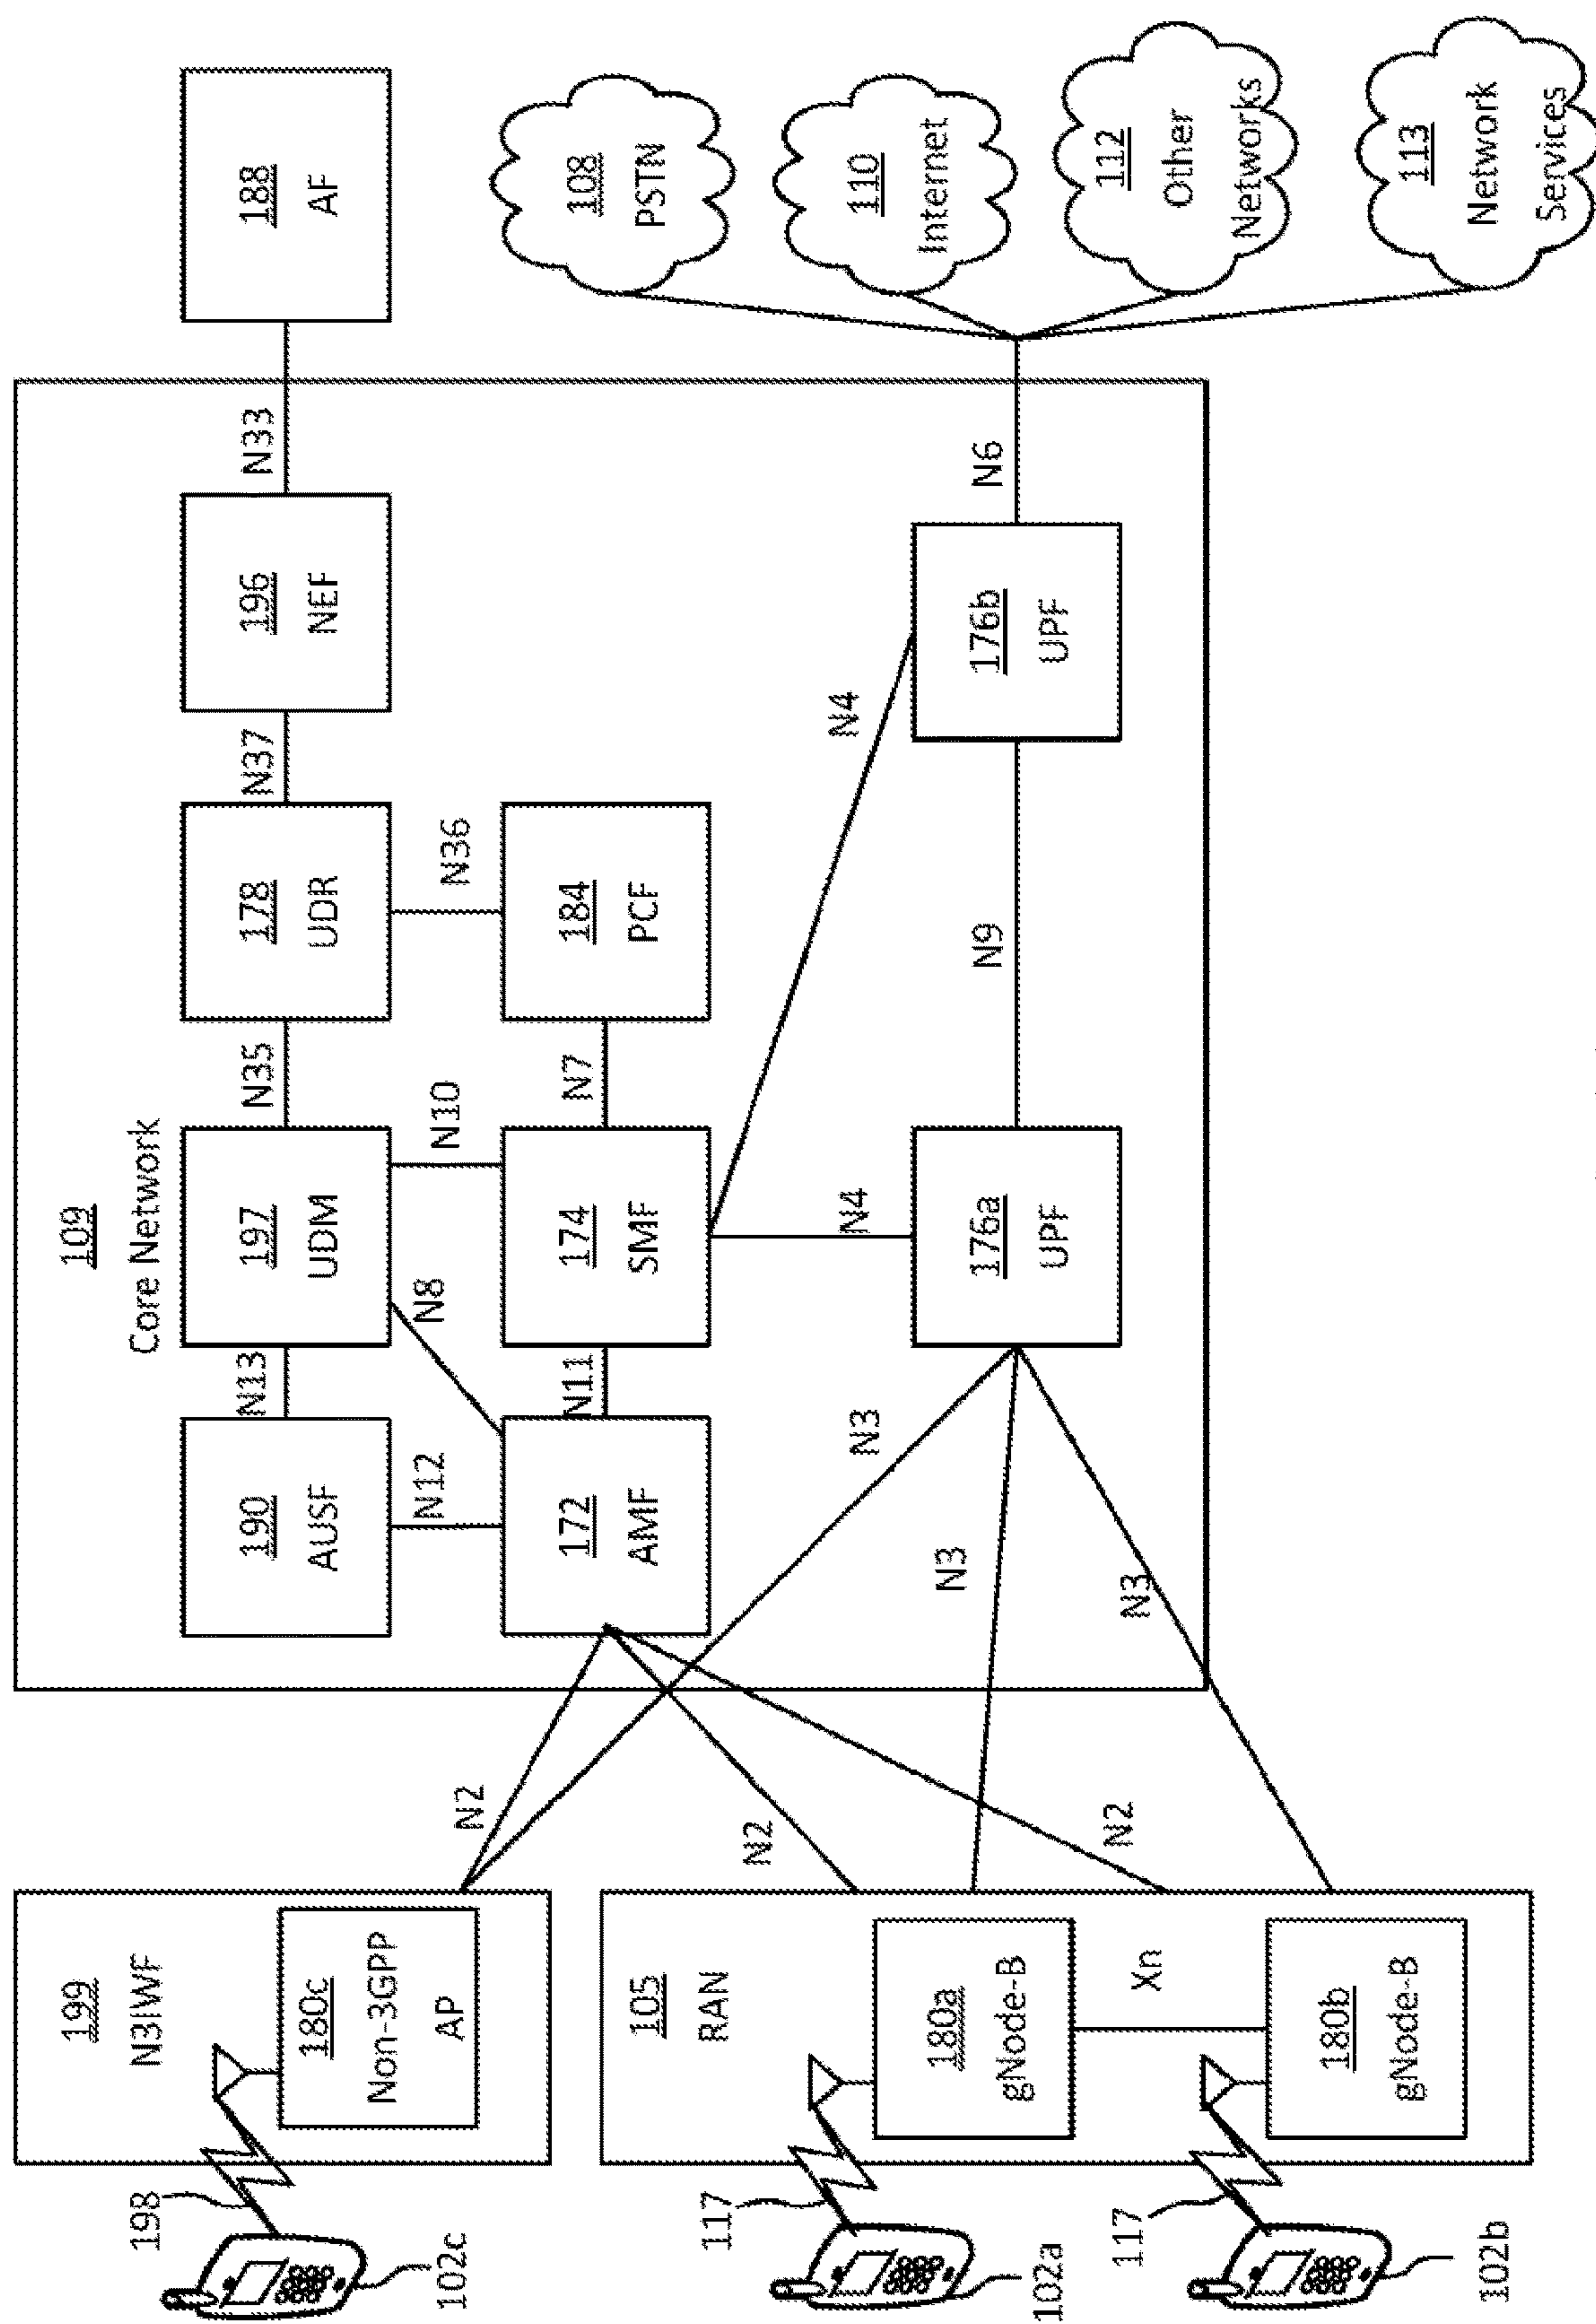 199
N3IWF
180c
Non-3GPP
AP
198
102c
105
RAN
180a
gNode-B
Xn
180b
gNode-B
117
102a
117
102b
N2
N2
N2
N3
N3
N3
109
Core Network
190
AUSF
N13
197
UDM
N35
178
UDR
N37
196
NEF
N33
188
AF
N12
N8
N10
N36
172
AMF
N11
174
SMF
N7
184
PCF
N4
N4
176a
UPF
N9
176b
UPF
N6
108
PSTN
110
Internet
112
Other
Networks
113
Network
Services